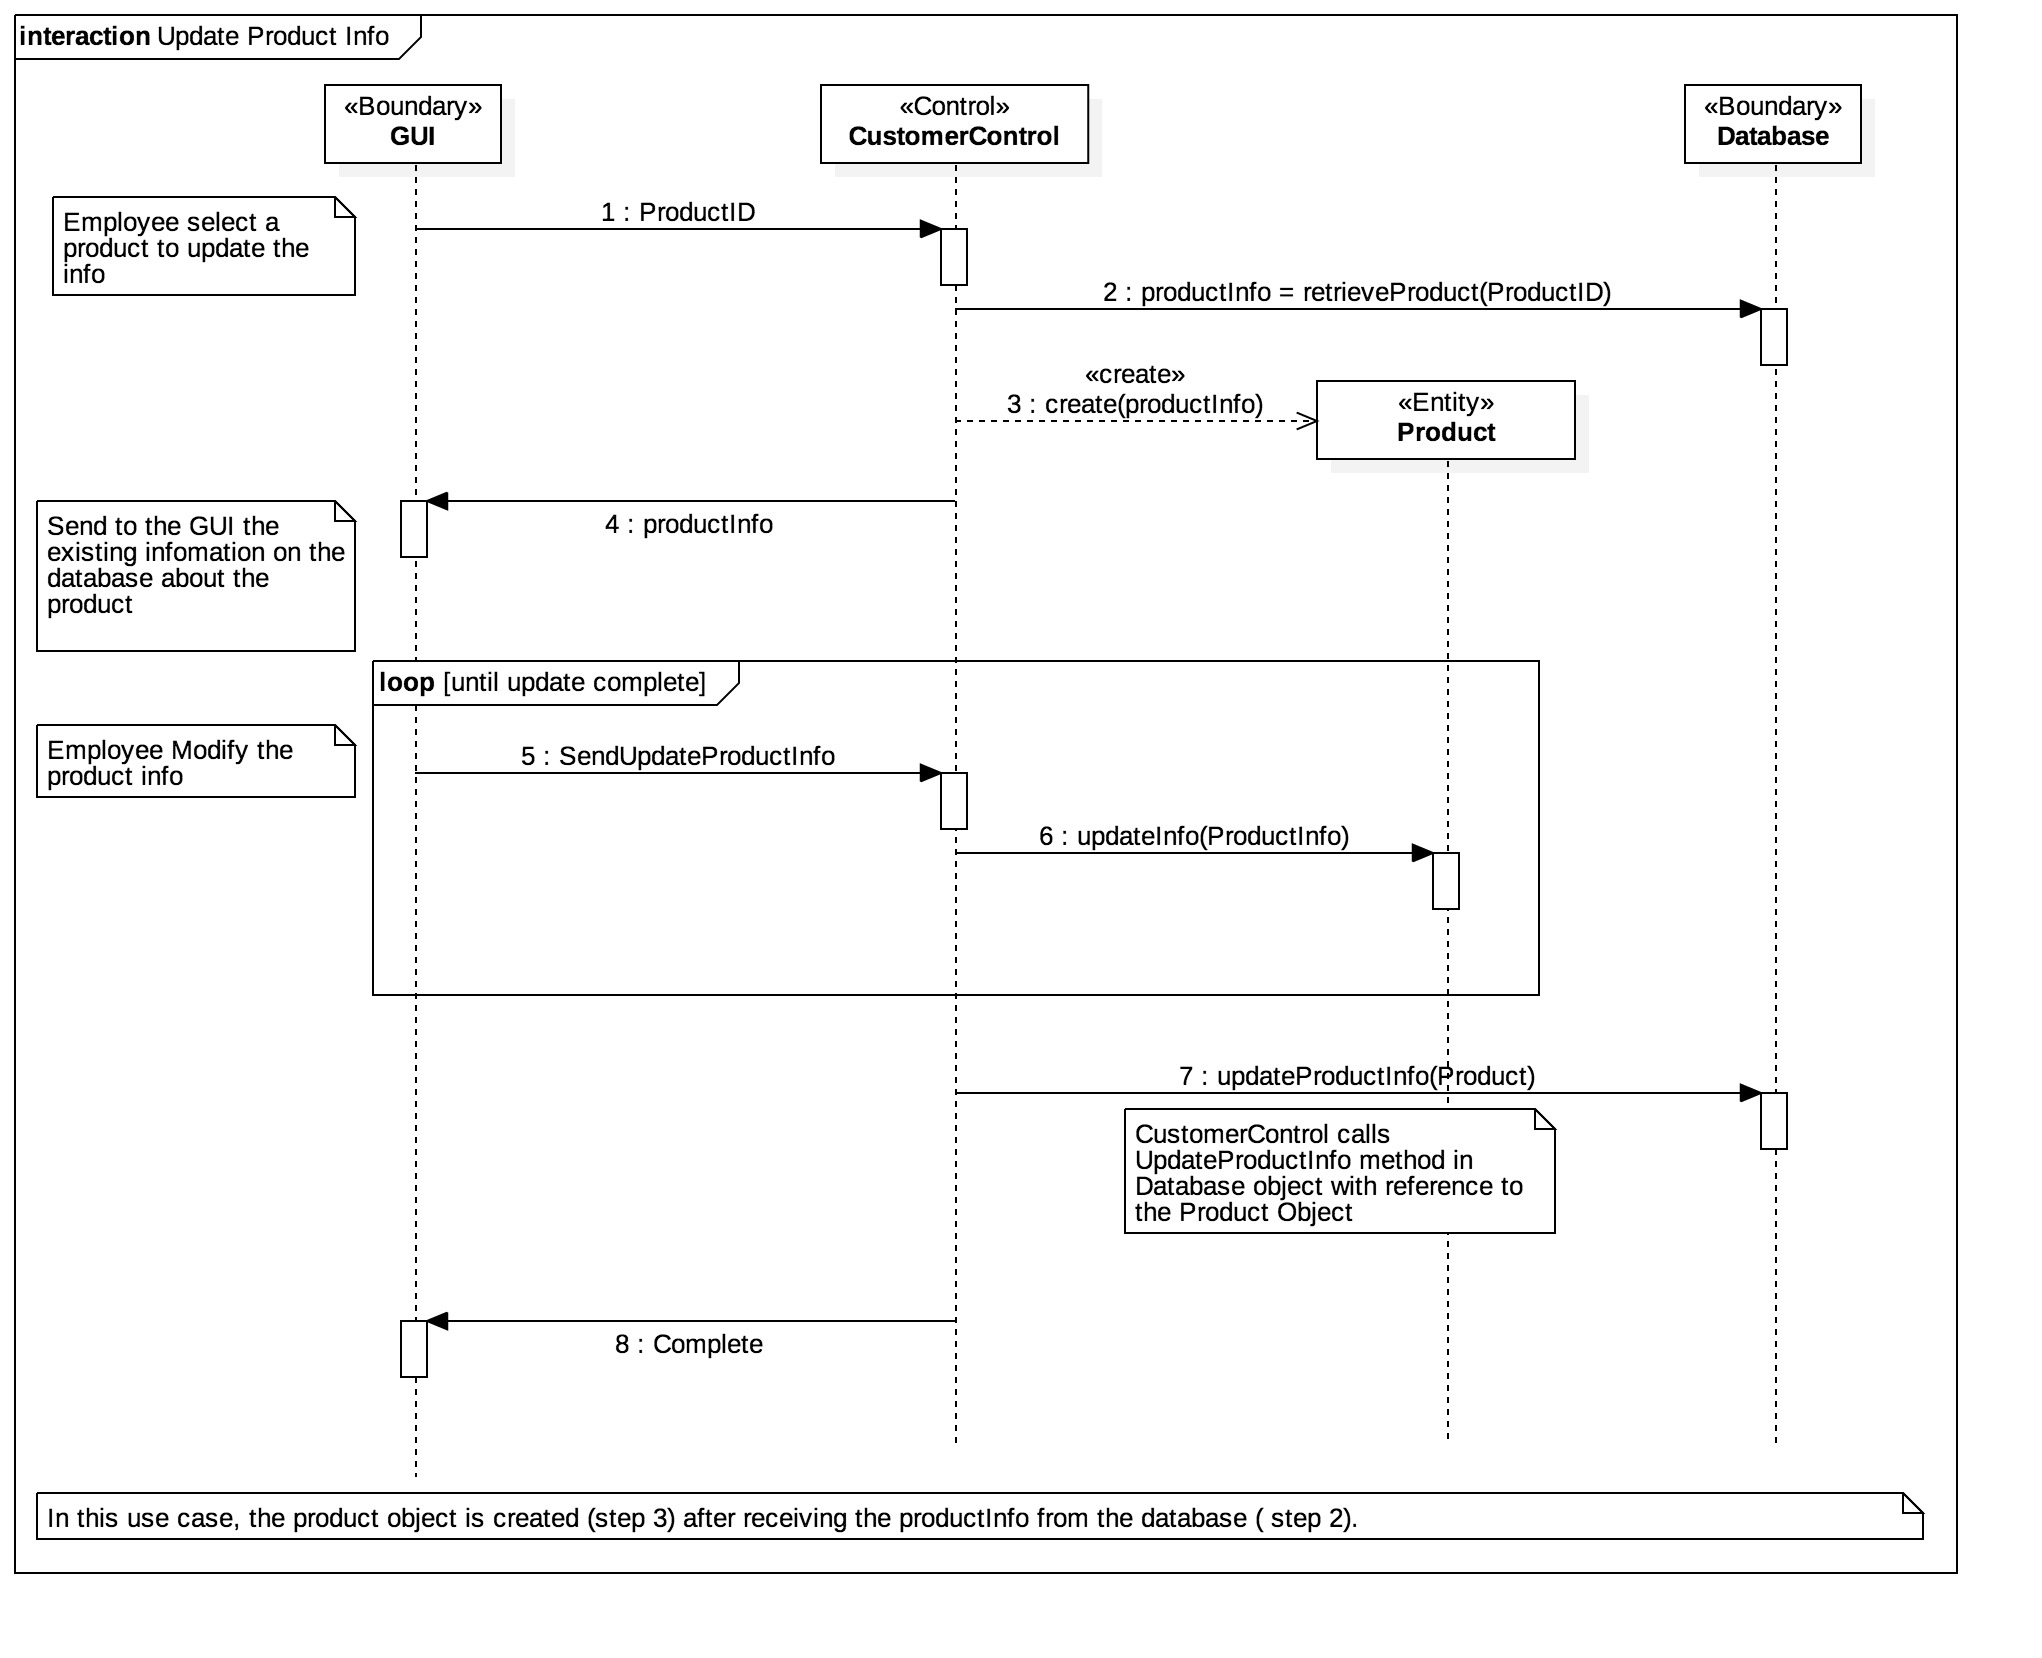 interaction Update Product Info
«Boundary»
GUI
«Control»
CustomerControl
«Boundary»
Database
Employee select a
product to update the
info
1 : ProductID
2 : productInfo = retrieveProduct(ProductID)
«create»
3 : create(productInfo)
«Entity»
Product
Send to the GUI the
existing infomation on the
database about the
product
4 : productInfo
loop [until update complete]
Employee Modify the
product info
5 : SendUpdateProductInfo
6 : updateInfo(ProductInfo)
7 : updateProductInfo(Product)
CustomerControl calls
UpdateProductInfo method in
Database object with reference to
the Product Object
8 : Complete
In this use case, the product object is created (step 3) after receiving the productInfo from the database ( step 2).